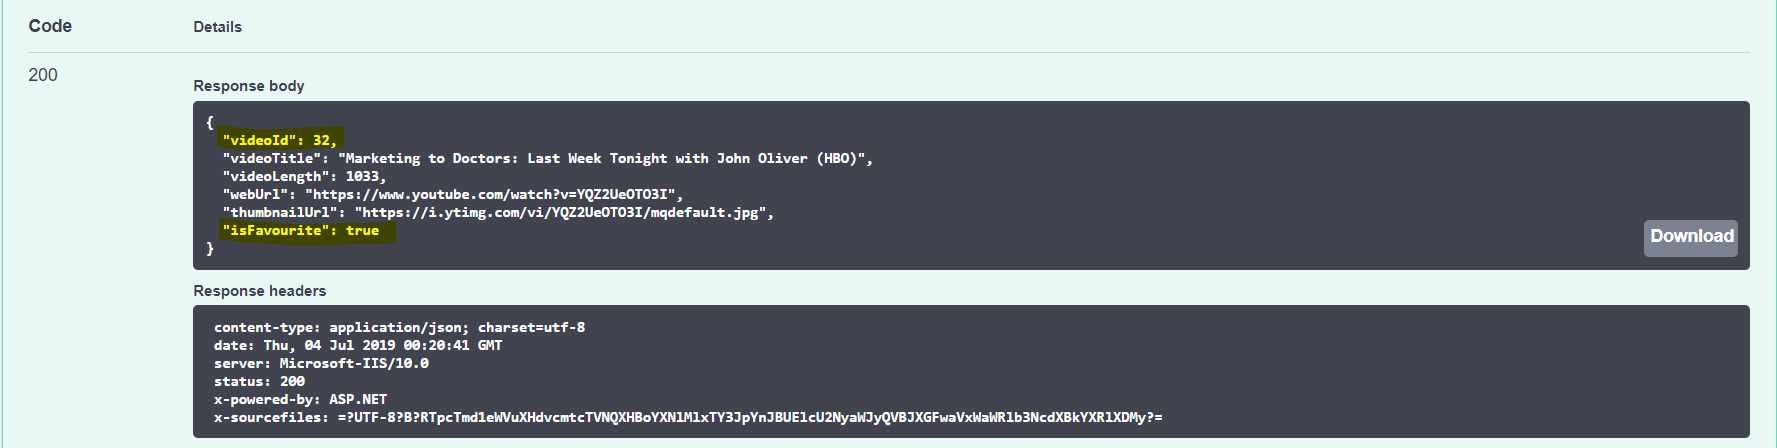 Code Details
200
Response body
{
"videoId": 32,
"videoTitle": "Marketing to Doctors: Last Week Tonight with John Oliver (HBO)",
"videoLength": 1033,
"webUrl": "https://www.youtube.com/watch?v=YQZ2UeOTO3I",
"thumbnailUrl": "https://i.ytimg.com/vi/YQZ2UeOTO3I/mqdefault.jpg",
"isFavourite": true
}
Download
Response headers
content-type: application/json; charset=utf-8
date: Thu, 04 Jul 2019 00:20:41 GMT
server: Microsoft-IIS/10.0
status: 200
x-powered-by: ASP.NET
x-sourcefiles: =?UTF-8?B?RTpcTmd1eWVuXHdvcmtcTVNQXHBoYXNlMlxTY3JpYnJBUElcU2NyaWJyQVBJXGFwaVxWaWRlb3NcdXBkYXRlXDMy?=